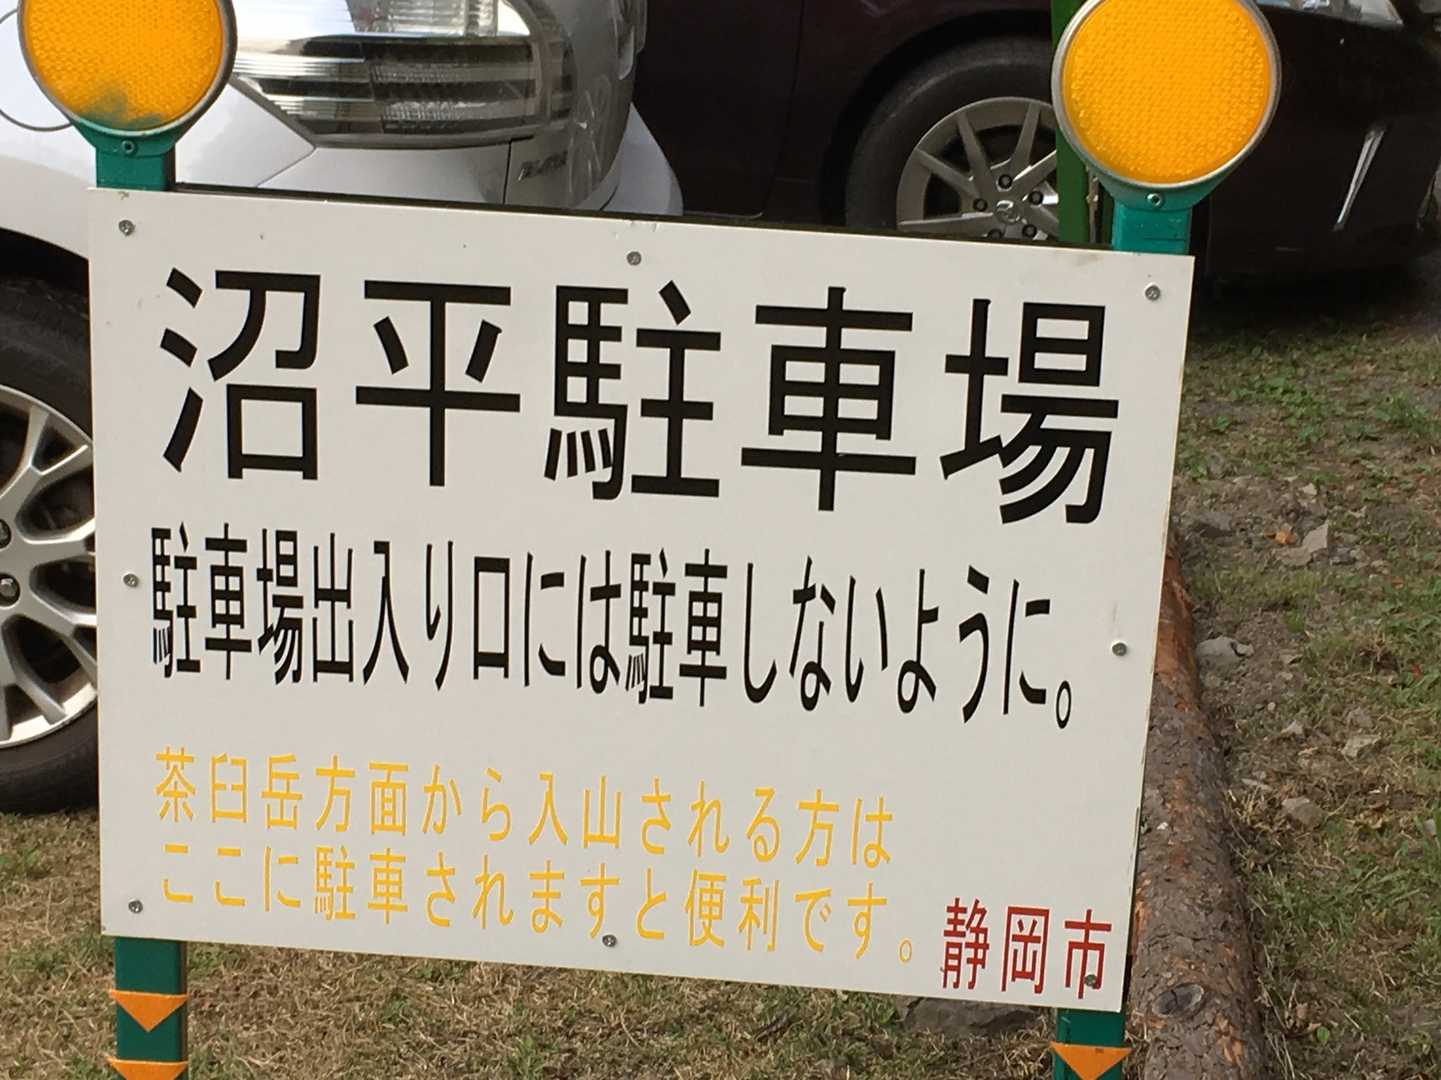 沼平駐車場
駐車場出入り口には駐車しないように。
茶臼岳方面から入山される方は
ここに駐車されますと便利です。
静岡市